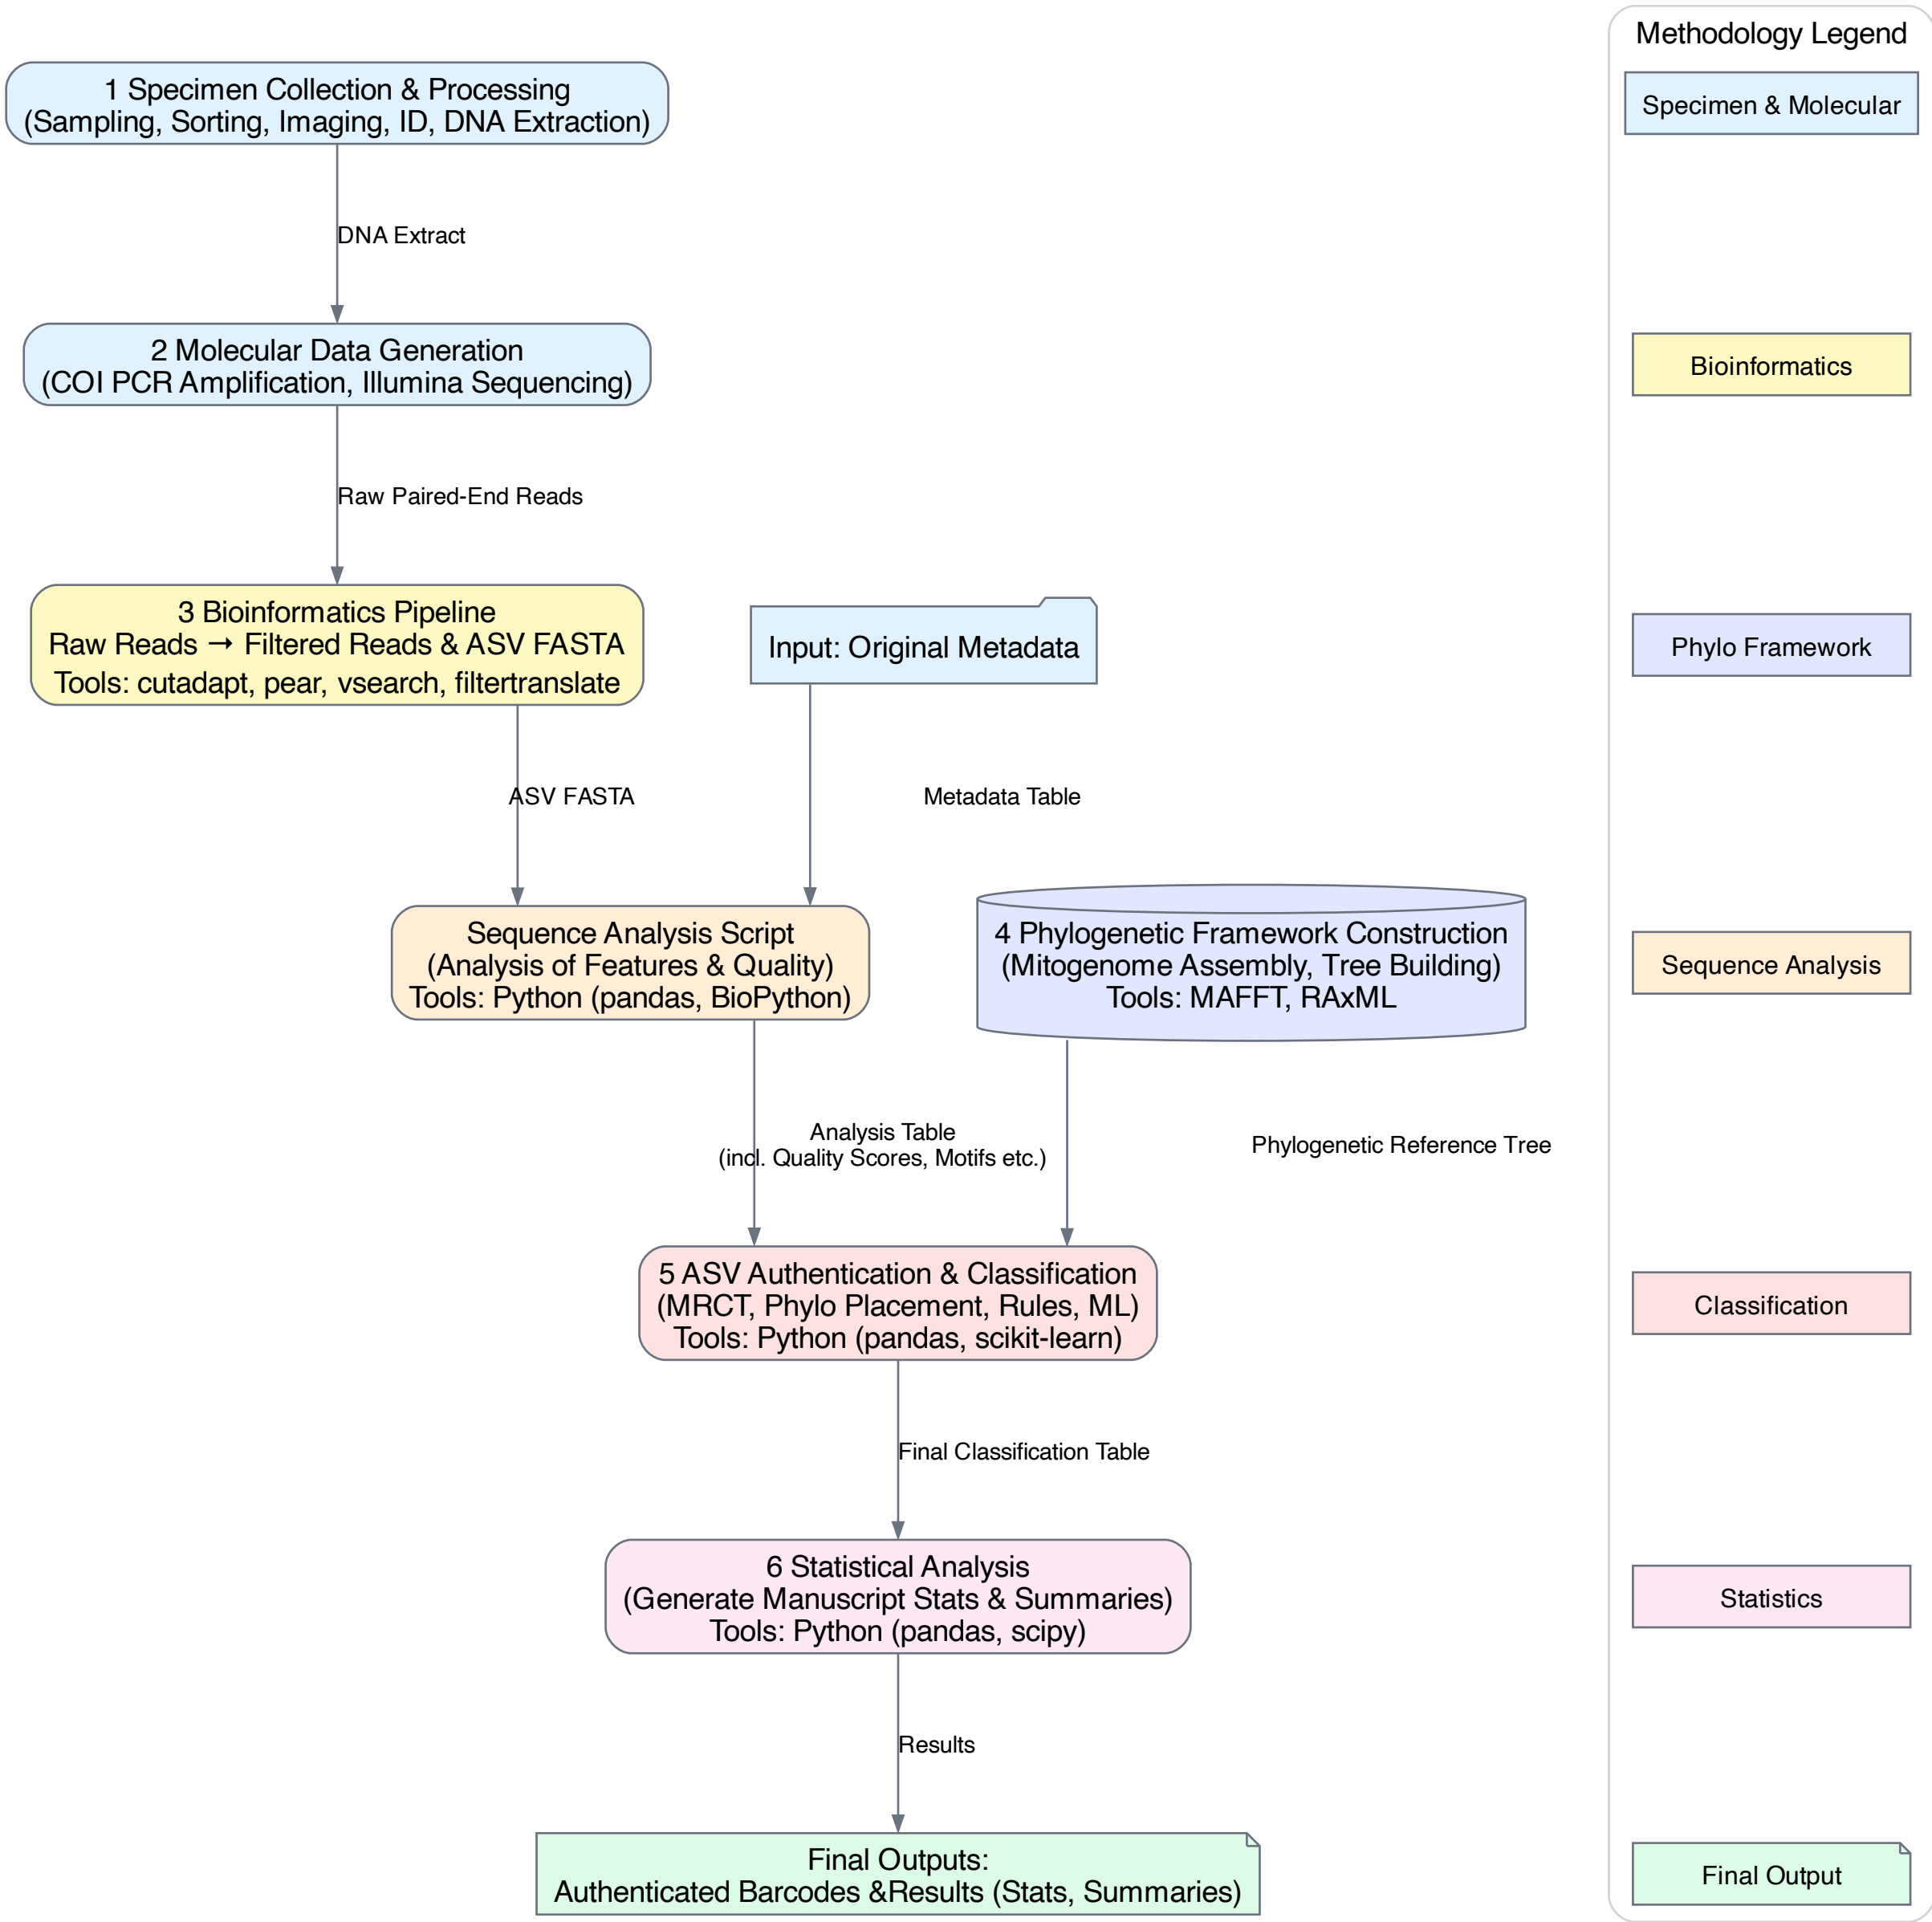 1 Specimen Collection & Processing
(Sampling, Sorting, Imaging, ID, DNA Extraction)
DNA Extract
2 Molecular Data Generation
(COI PCR Amplification, Illumina Sequencing)
Raw Paired-End Reads
3 Bioinformatics Pipeline
Raw Reads → Filtered Reads & ASV FASTA
Tools: cutadapt, pear, vsearch, filtertranslate
Input: Original Metadata
ASV FASTA
Metadata Table
Sequence Analysis Script
(Analysis of Features & Quality)
Tools: Python (pandas, BioPython)
4 Phylogenetic Framework Construction
(Mitogenome Assembly, Tree Building)
Tools: MAFFT, RAxML
Analysis Table
(incl. Quality Scores, Motifs etc.)
Phylogenetic Reference Tree
5 ASV Authentication & Classification
(MRCT, Phylo Placement, Rules, ML)
Tools: Python (pandas, scikit-learn)
Final Classification Table
6 Statistical Analysis
(Generate Manuscript Stats & Summaries)
Tools: Python (pandas, scipy)
Results
Final Outputs:
Authenticated Barcodes &Results (Stats, Summaries)
Methodology Legend
Specimen & Molecular
Bioinformatics
Phylo Framework
Sequence Analysis
Classification
Statistics
Final Output